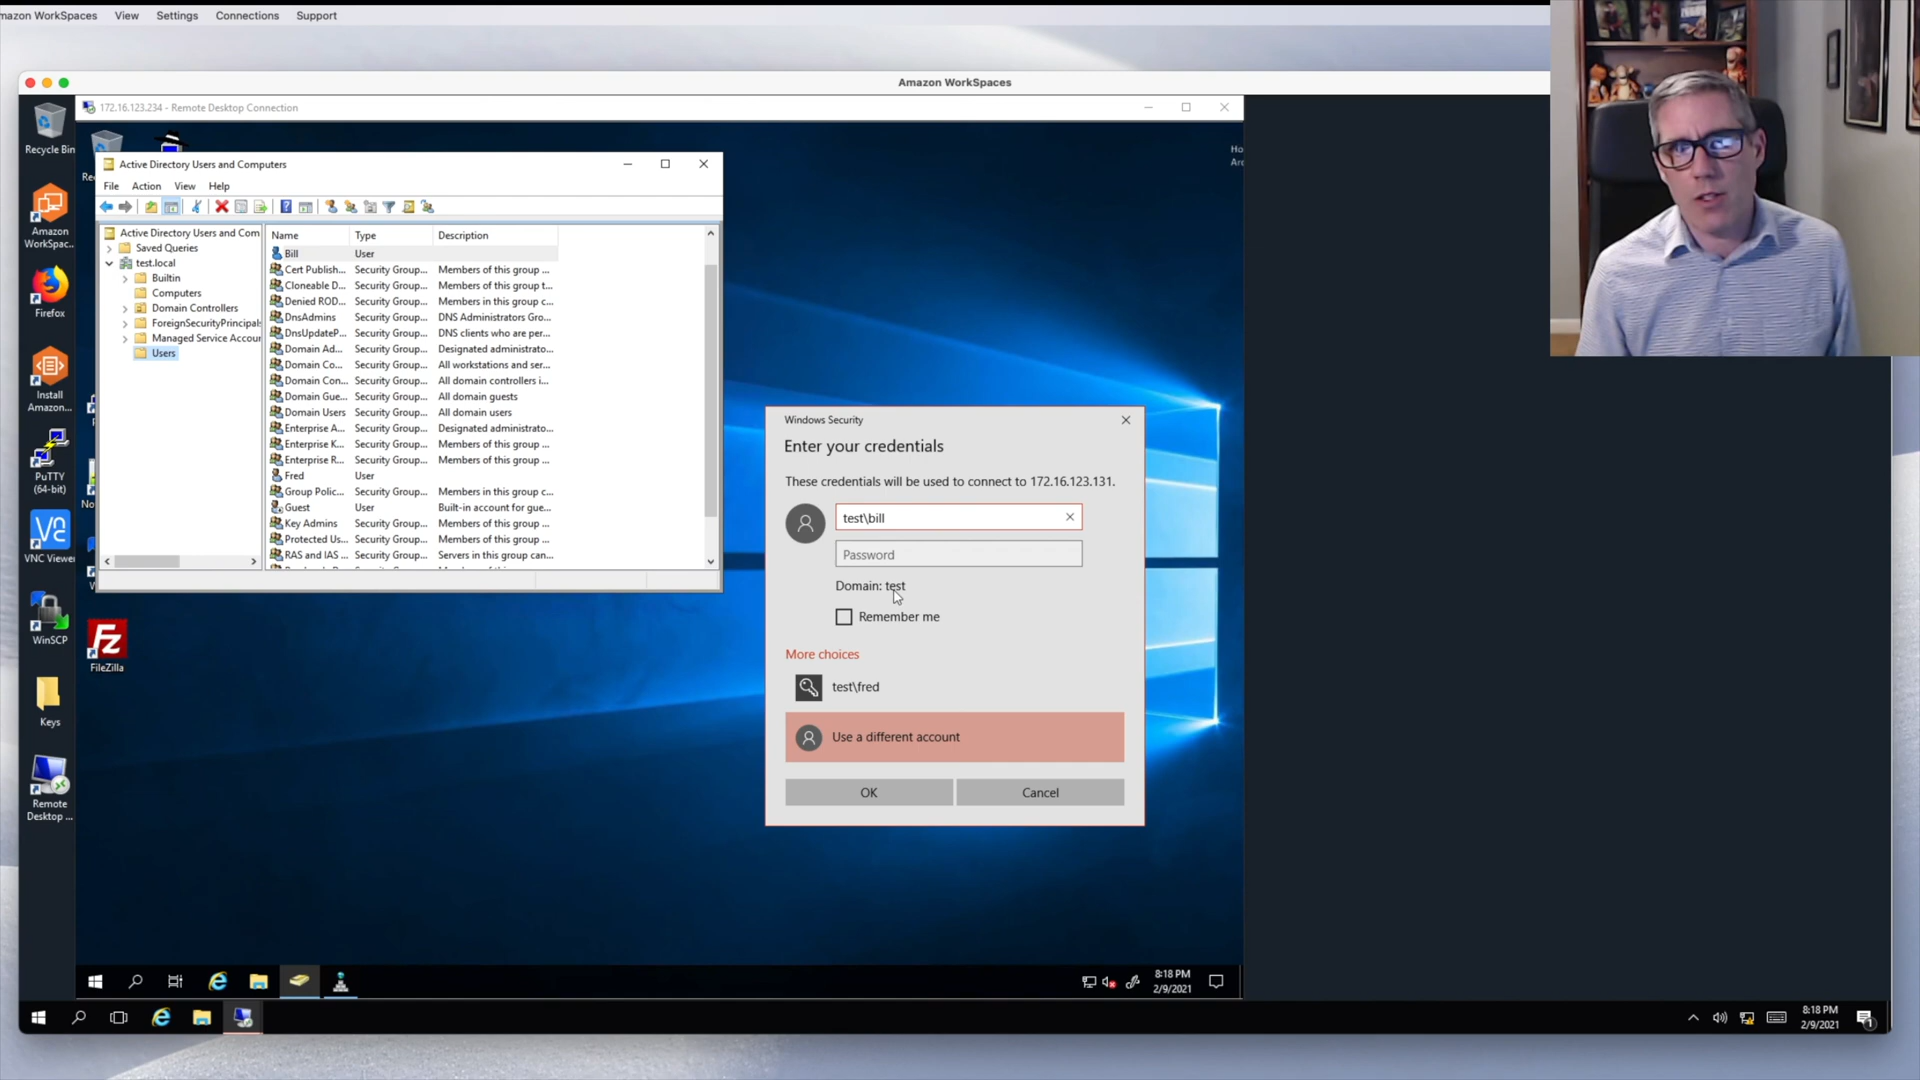 mazon WorkSpaces View Settings Connections Support
Amazon WorkSpaces
172.16.123.234 - Remote Desktop Connection
Recycle Bin
Amazon
WorkSpac...
Firefox
Install
Amazon...
PuTTY
(64-bit)
VNC Viewer
WinSCP
Keys
Remote
Desktop ...
FileZilla
Active Directory Users and Computers
File Action View Help
Active Directory Users and Com
Saved Queries
test.local
Builtin
Computers
Domain Controllers
ForeignSecurityPrincipals
Managed Service Accour
Users
Name Type Description
Bill User
Cert Publish... Security Group... Members of this group ...
Cloneable D... Security Group... Members of this group t...
Denied ROD... Security Group... Members in this group c...
DnsAdmins Security Group... DNS Administrators Gro...
DnsUpdateP... Security Group... DNS clients who are per...
Domain Ad... Security Group... Designated administrato...
Domain Co... Security Group... All workstations and ser...
Domain Con... Security Group... All domain controllers i...
Domain Gue... Security Group... All domain guests
Domain Users Security Group... All domain users
Enterprise A... Security Group... Designated administrato...
Enterprise K... Security Group... Members of this group ...
Enterprise R... Security Group... Members of this group ...
Fred User
Group Polic... Security Group... Members in this group c...
Guest User Built-in account for gue...
Key Admins Security Group... Members of this group ...
Protected Us... Security Group... Members of this group ...
RAS and IAS ... Security Group... Servers in this group can...
Windows Security
Enter your credentials
These credentials will be used to connect to 172.16.123.131.
test\bill
Password
Domain: test
Remember me
More choices
test\fred
Use a different account
OK Cancel
8:18 PM
2/9/2021
8:18 PM
2/9/2021
1